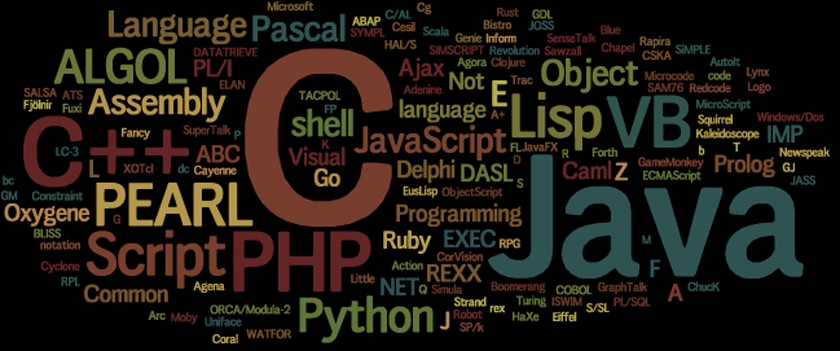 Microsoft
Cg
Language
Pascal
ABAP
C/AL
Rust
GDL
SYMPL
Cesil
Scala
Bistro
JOSS
Genie
Inform
SenseTalk
Blue
HAL/S
SIMSCRIPT
Revolution
Sawzall
Chapel
Rapira
CSKA
SiMPLE
DATATRIEVE
ALGOL
PL/I
Ajax
Agora
Clojure
Object
AutoIt
ELAN
Not
Trac
Microcode
code
Lynx
SALSA
ATS
Assembly
TACPOL
Adenine
E
SAM76
Redcode
Logo
Fjölnir
Fuxi
C
FP
language
A+
Lisp
VB
MicroScript
shell
Squirrel
Windows/Dos
C++
Fancy
SuperTalk
P
JavaScript
Kaleidoscope
IMP
LC-3
ABC
K
Visual
FL
JavaFX
R
Forth
b
T
Newspeak
L
XOTcl
dc
Cayenne
Go
Delphi
DASL
D
Caml
Z
GameMonkey
Prolog
GJ
bc
S
ECMAScript
JASS
GM
Constraint
PEARL
EusLisp
ObjectScript
Java
Oxygene
G
Programming
BLISS
notation
Script
PHP
Ruby
EXEC
RPG
M
Cyclone
CorVision
F
RPL
Little
Action
REXX
Common
Agena
NET
Q
Simula
Boomerang
COBOL
GraphTalk
A
ChucK
Arc
Moby
ORCA/Modula-2
Python
Strand
rex
Turing
ISWIM
S/SL
PL/SQL
Uniface
J
Robot
HaXe
Eiffel
Coral
WATFOR
SP/k